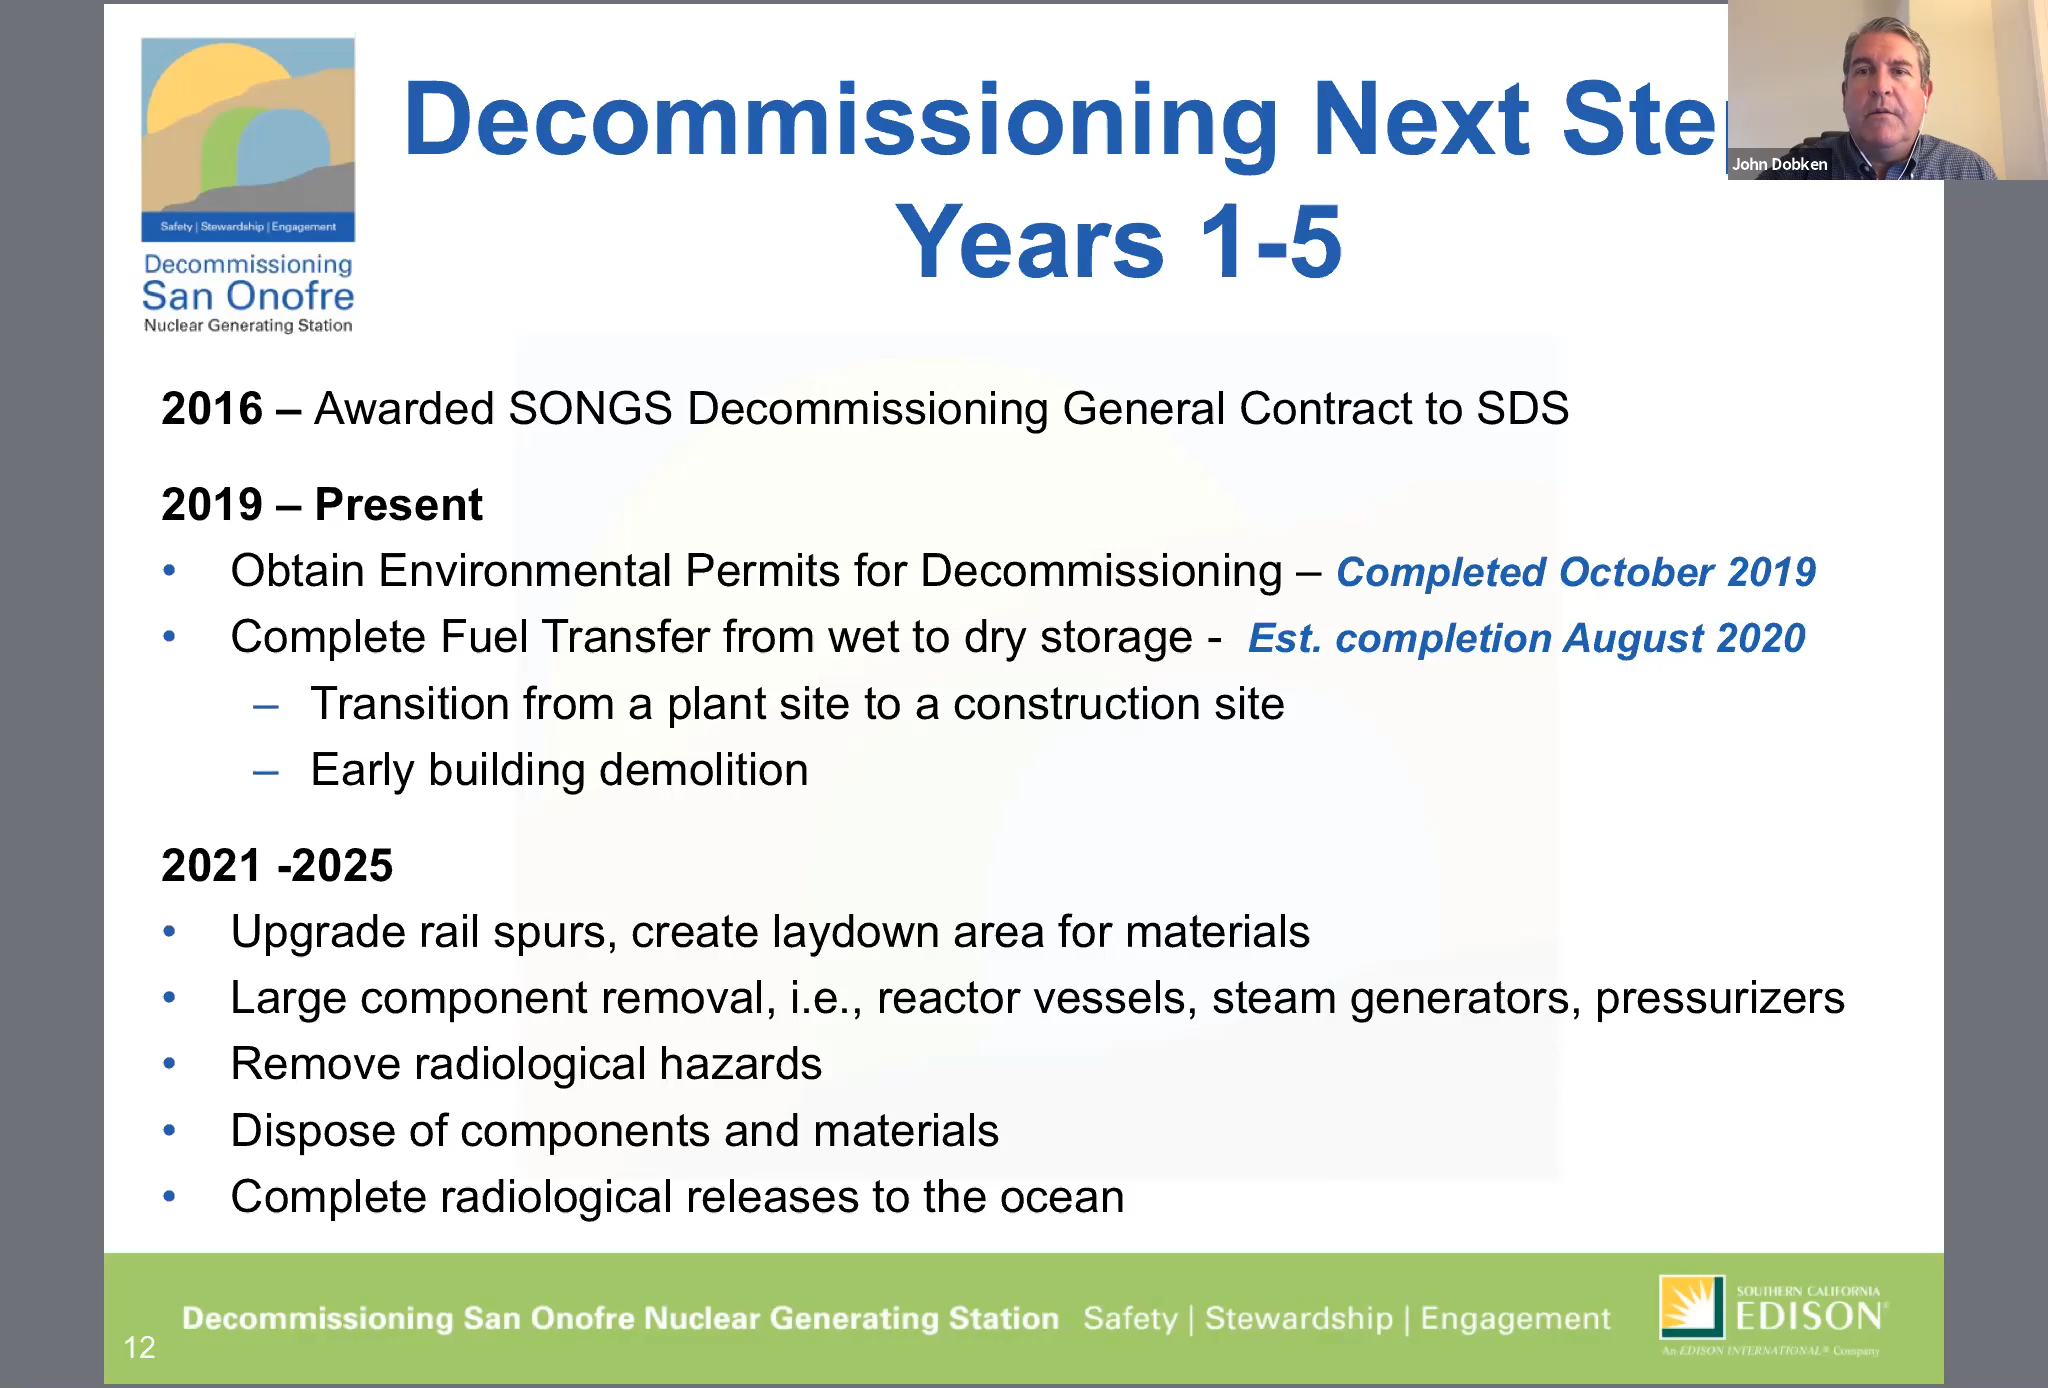 Decommissioning Next Step
Years 1-5
John Dobken
Safety | Stewardship | Engagement
Decommissioning
San Onofre
Nuclear Generating Station
2016 – Awarded SONGS Decommissioning General Contract to SDS
2019 – Present
• Obtain Environmental Permits for Decommissioning – Completed October 2019
• Complete Fuel Transfer from wet to dry storage - Est. completion August 2020
– Transition from a plant site to a construction site
– Early building demolition
2021 -2025
• Upgrade rail spurs, create laydown area for materials
• Large component removal, i.e., reactor vessels, steam generators, pressurizers
• Remove radiological hazards
• Dispose of components and materials
• Complete radiological releases to the ocean
Decommissioning San Onofre Nuclear Generating Station Safety | Stewardship | Engagement
SOUTHERN CALIFORNIA
EDISON®
An EDISON INTERNATIONAL® Company
12